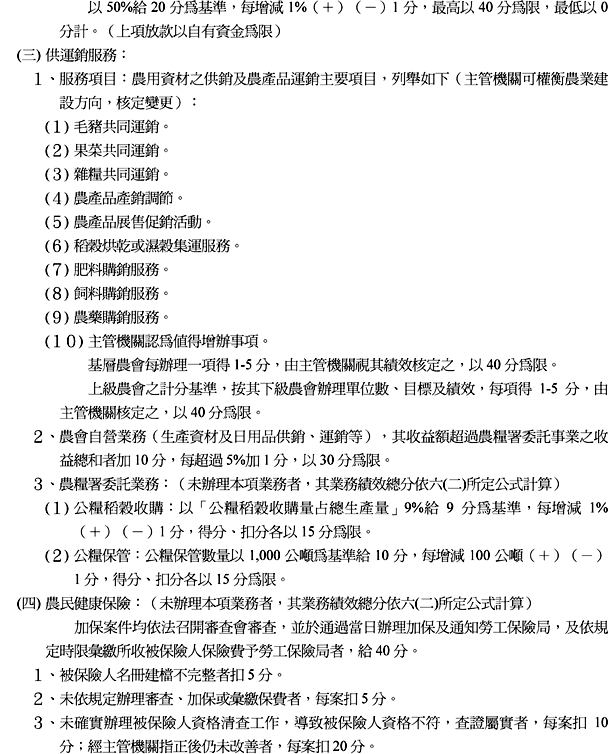 以 50%給 20 分為基準，每增減 1%（＋）（－）1 分，最高以 40 分為限，最低以 0
分計。（上項放款以自有資金為限）
(三) 供運銷服務：
１、服務項目：農用資材之供銷及農產品運銷主要項目，列舉如下（主管機關可權衡農業建
設方向，核定變更）：
(１) 毛豬共同運銷。
(２) 果菜共同運銷。
(３) 雜糧共同運銷。
(４) 農產品產銷調節。
(５) 農產品展售促銷活動。
(６) 稻穀烘乾或濕穀集運服務。
(７) 肥料購銷服務。
(８) 飼料購銷服務。
(９) 農藥購銷服務。
(１０) 主管機關認為值得增辦事項。
基層農會每辦理一項得 1-5 分，由主管機關視其績效核定之，以 40 分為限。
上級農會之計分基準，按其下級農會辦理單位數、目標及績效，每項得 1-5 分，由
主管機關核定之，以 40 分為限。
２、農會自營業務（生產資材及日用品供銷、運銷等），其收益額超過農糧署委託事業之收
益總和者加 10 分，每超過 5%加 1 分，以 30 分為限。
３、農糧署委託業務：（未辦理本項業務者，其業務績效總分依六(二)所定公式計算）
(１) 公糧稻穀收購：以「公糧稻穀收購量占總生產量」9%給 9 分為基準，每增減 1%
（＋）（－）1 分，得分、扣分各以 15 分為限。
(２) 公糧保管：公糧保管數量以 1,000 公噸為基準給 10 分，每增減 100 公噸（＋）（－）
1 分，得分、扣分各以 15 分為限。
(四) 農民健康保險：（未辦理本項業務者，其業務績效總分依六(二)所定公式計算）
加保案件均依法召開審查會審查，並於通過當日辦理加保及通知勞工保險局，及依規
定時限彙繳所收被保險人保險費予勞工保險局者，給 40 分。
１、被保險人名冊建檔不完整者扣 5 分。
２、未依規定辦理審查、加保或彙繳保費者，每案扣 5 分。
３、未確實辦理被保險人資格清查工作，導致被保險人資格不符，查證屬實者，每案扣 10
分；經主管機關指正後仍未改善者，每案扣 20 分。